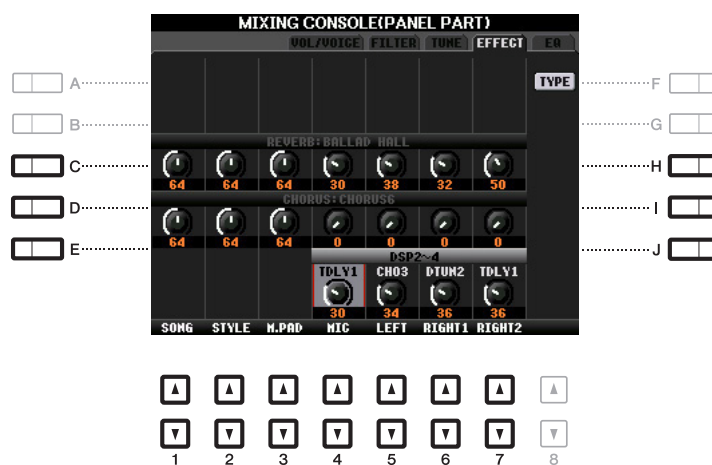 MIXING CONSOLE(PANEL PART)
VOL/VOICE FILTER TUNE EFFECT EQ
A TYPE F
B G
REVERB:BALLAD HALL
C H
64 64 64 30 38 32 50
CHORUS:CHORUS6
D I
64 64 64 0 0 0 0
E DSP2~4 J
TDLY1 CHO3 DTUN2 TDLY1
30 34 36 36
SONG STYLE M.PAD MIC LEFT RIGHT1 RIGHT2
1 2 3 4 5 6 7 8